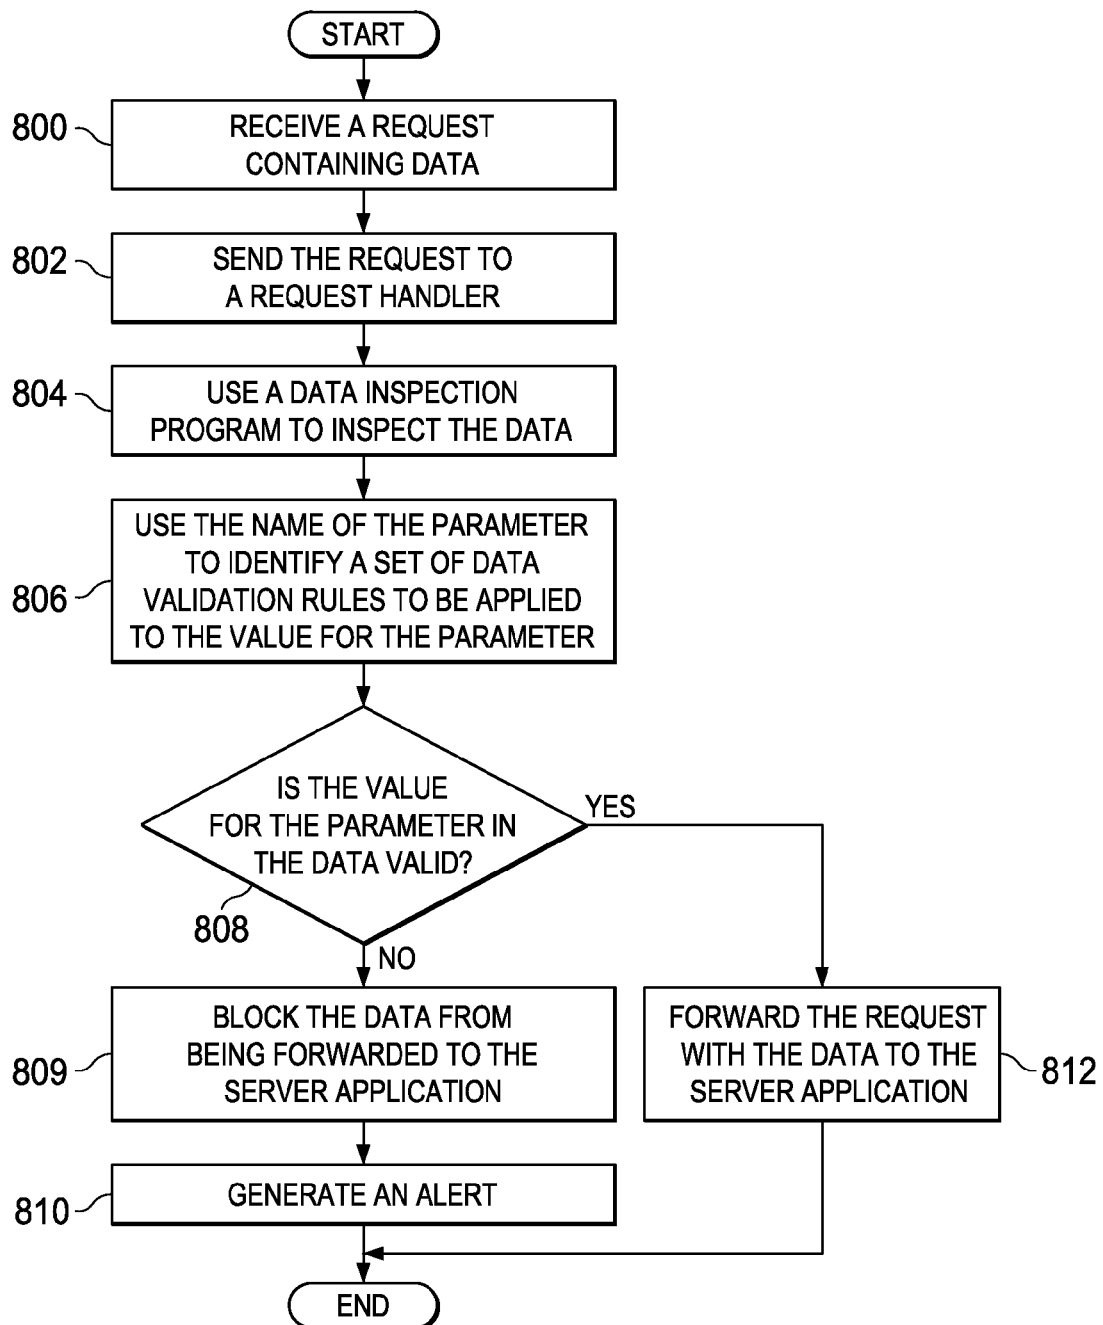 START
800
RECEIVE A REQUEST
CONTAINING DATA
802
SEND THE REQUEST TO
A REQUEST HANDLER
804
USE A DATA INSPECTION
PROGRAM TO INSPECT THE DATA
806
USE THE NAME OF THE PARAMETER
TO IDENTIFY A SET OF DATA
VALIDATION RULES TO BE APPLIED
TO THE VALUE FOR THE PARAMETER
IS THE VALUE
FOR THE PARAMETER IN
THE DATA VALID?
808
YES
NO
809
BLOCK THE DATA FROM
BEING FORWARDED TO THE
SERVER APPLICATION
FORWARD THE REQUEST
WITH THE DATA TO THE
SERVER APPLICATION
812
810
GENERATE AN ALERT
END